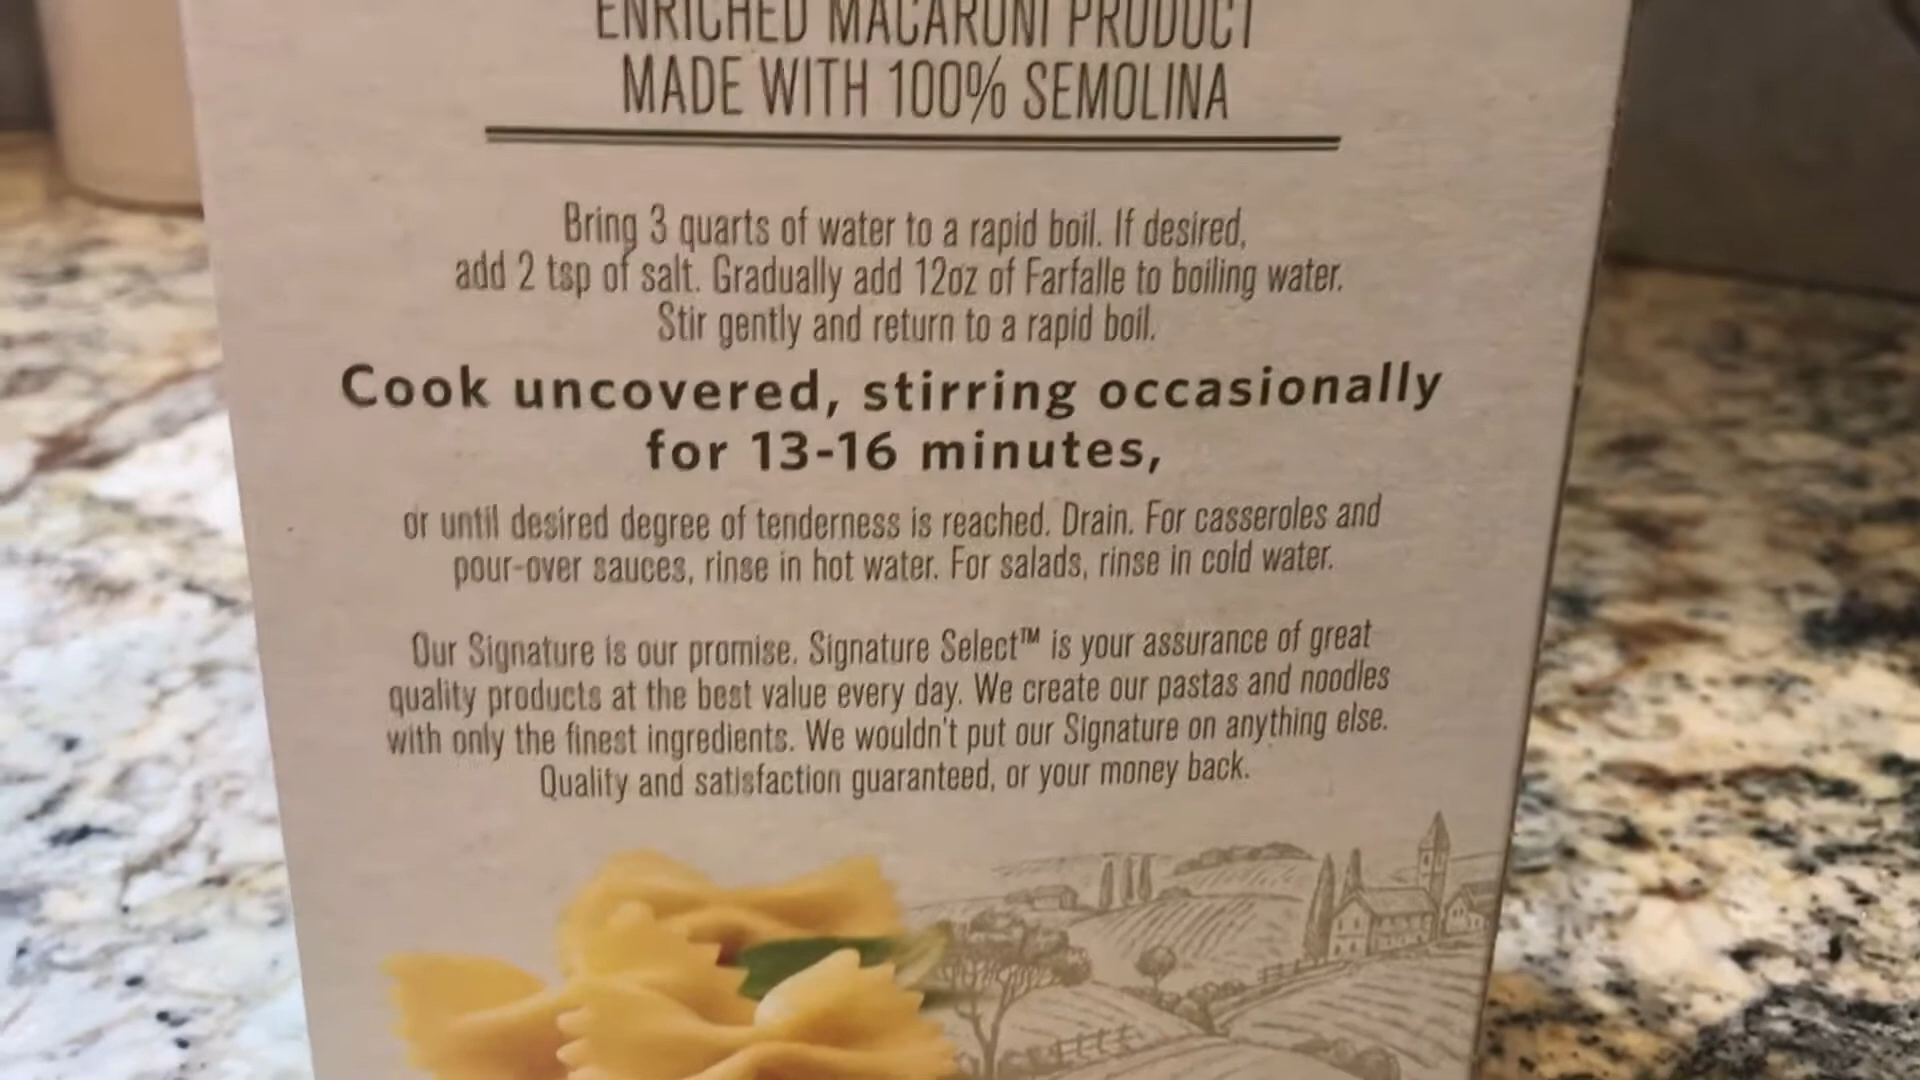 ENRICHED MACARONI PRODUCT
MADE WITH 100% SEMOLINA
Bring 3 quarts of water to a rapid boil. If desired,
add 2 tsp of salt. Gradually add 12oz of Farfalle to boiling water.
Stir gently and return to a rapid boil.
Cook uncovered, stirring occasionally
for 13-16 minutes,
or until desired degree of tenderness is reached. Drain. For casseroles and
pour-over sauces, rinse in hot water. For salads, rinse in cold water.
Our Signature is our promise. Signature Select™ is your assurance of great
quality products at the best value every day. We create our pastas and noodles
with only the finest ingredients. We wouldn't put our Signature on anything else.
Quality and satisfaction guaranteed, or your money back.